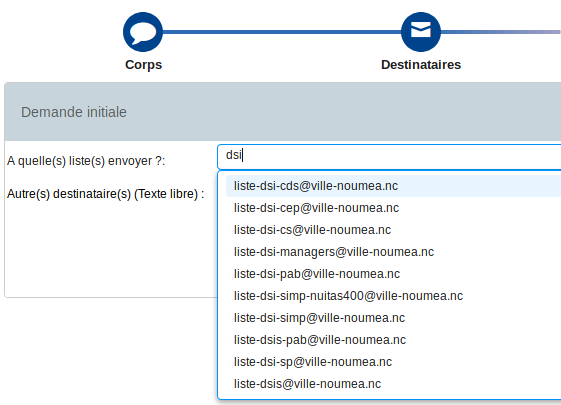 Corps
Destinataires
Demande initiale
A quelle(s) liste(s) envoyer ?:
dsi
Autre(s) destinataire(s) (Texte libre) :
liste-dsi-cds@ville-noumea.nc
liste-dsi-cep@ville-noumea.nc
liste-dsi-cs@ville-noumea.nc
liste-dsi-managers@ville-noumea.nc
liste-dsi-pab@ville-noumea.nc
liste-dsi-simp-nuitas400@ville-noumea.nc
liste-dsi-simp@ville-noumea.nc
liste-dsis-pab@ville-noumea.nc
liste-dsi-sp@ville-noumea.nc
liste-dsis@ville-noumea.nc